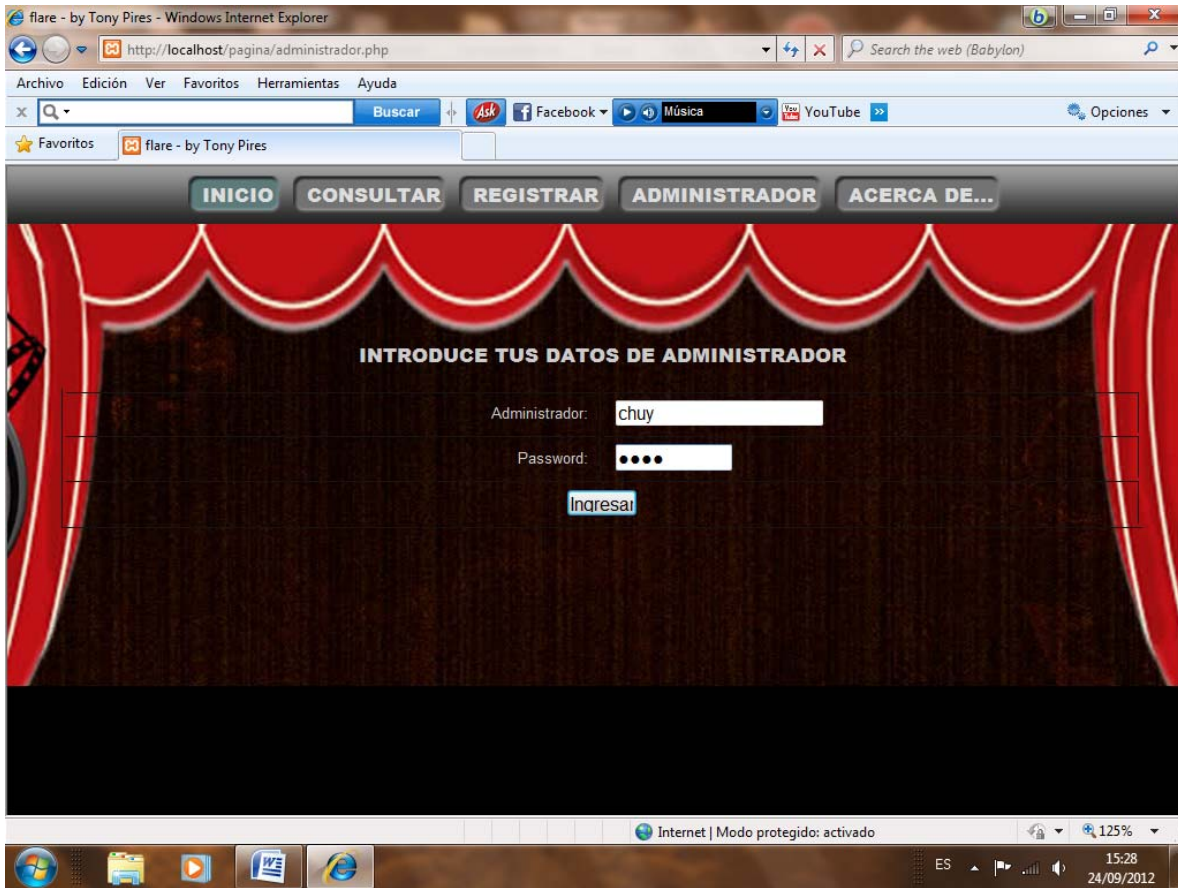 flare - by Tony Pires - Windows Internet Explorer
http://localhost/pagina/administrador.php
Search the web (Babylon)
Archivo Edición Ver Favoritos Herramientas Ayuda
Buscar Ask Facebook Música You Tube YouTube Opciones
Favoritos flare - by Tony Pires
INICIO CONSULTAR REGISTRAR ADMINISTRADOR ACERCA DE...
INTRODUCE TUS DATOS DE ADMINISTRADOR
Administrador: chuy
Password: ●●●●
Ingresar
Internet | Modo protegido: activado 125%
ES 15:28
24/09/2012